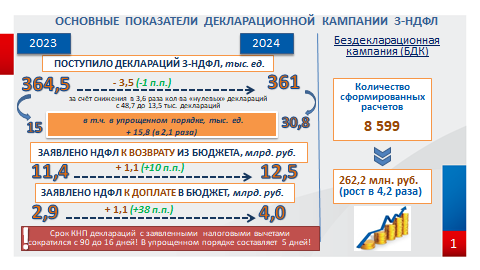 ОСНОВНЫЕ ПОКАЗАТЕЛИ ДЕКЛАРАЦИОННОЙ КАМПАНИИ 3-НДФЛ
2023
2024
ПОСТУПИЛО ДЕКЛАРАЦИЙ 3-НДФЛ, тыс. ед.
364,5
- 3,5 (-1 п.п.)
361
за счёт снижения в 3,6 раза кол-ва «нулевых» деклараций
с 48,7 до 13,5 тыс. деклараций
15
в т.ч. в упрощенном порядке, тыс. ед.
+ 15,8 (в 2,1 раза)
30,8
ЗАЯВЛЕНО НДФЛ К ВОЗВРАТУ ИЗ БЮДЖЕТА, млрд. руб.
11,4
+ 1,1 (+10 п.п.)
12,5
ЗАЯВЛЕНО НДФЛ К ДОПЛАТЕ В БЮДЖЕТ, млрд. руб.
2,9
+ 1,1 (+38 п.п.)
4,0
Срок КНП деклараций с заявленными налоговыми вычетами
сократился с 90 до 16 дней! В упрощенном порядке составляет 5 дней!
Бездекларационная
кампания (БДК)
Количество
сформированных
расчетов
8 599
262,2 млн. руб.
(рост в 4,2 раза)
1